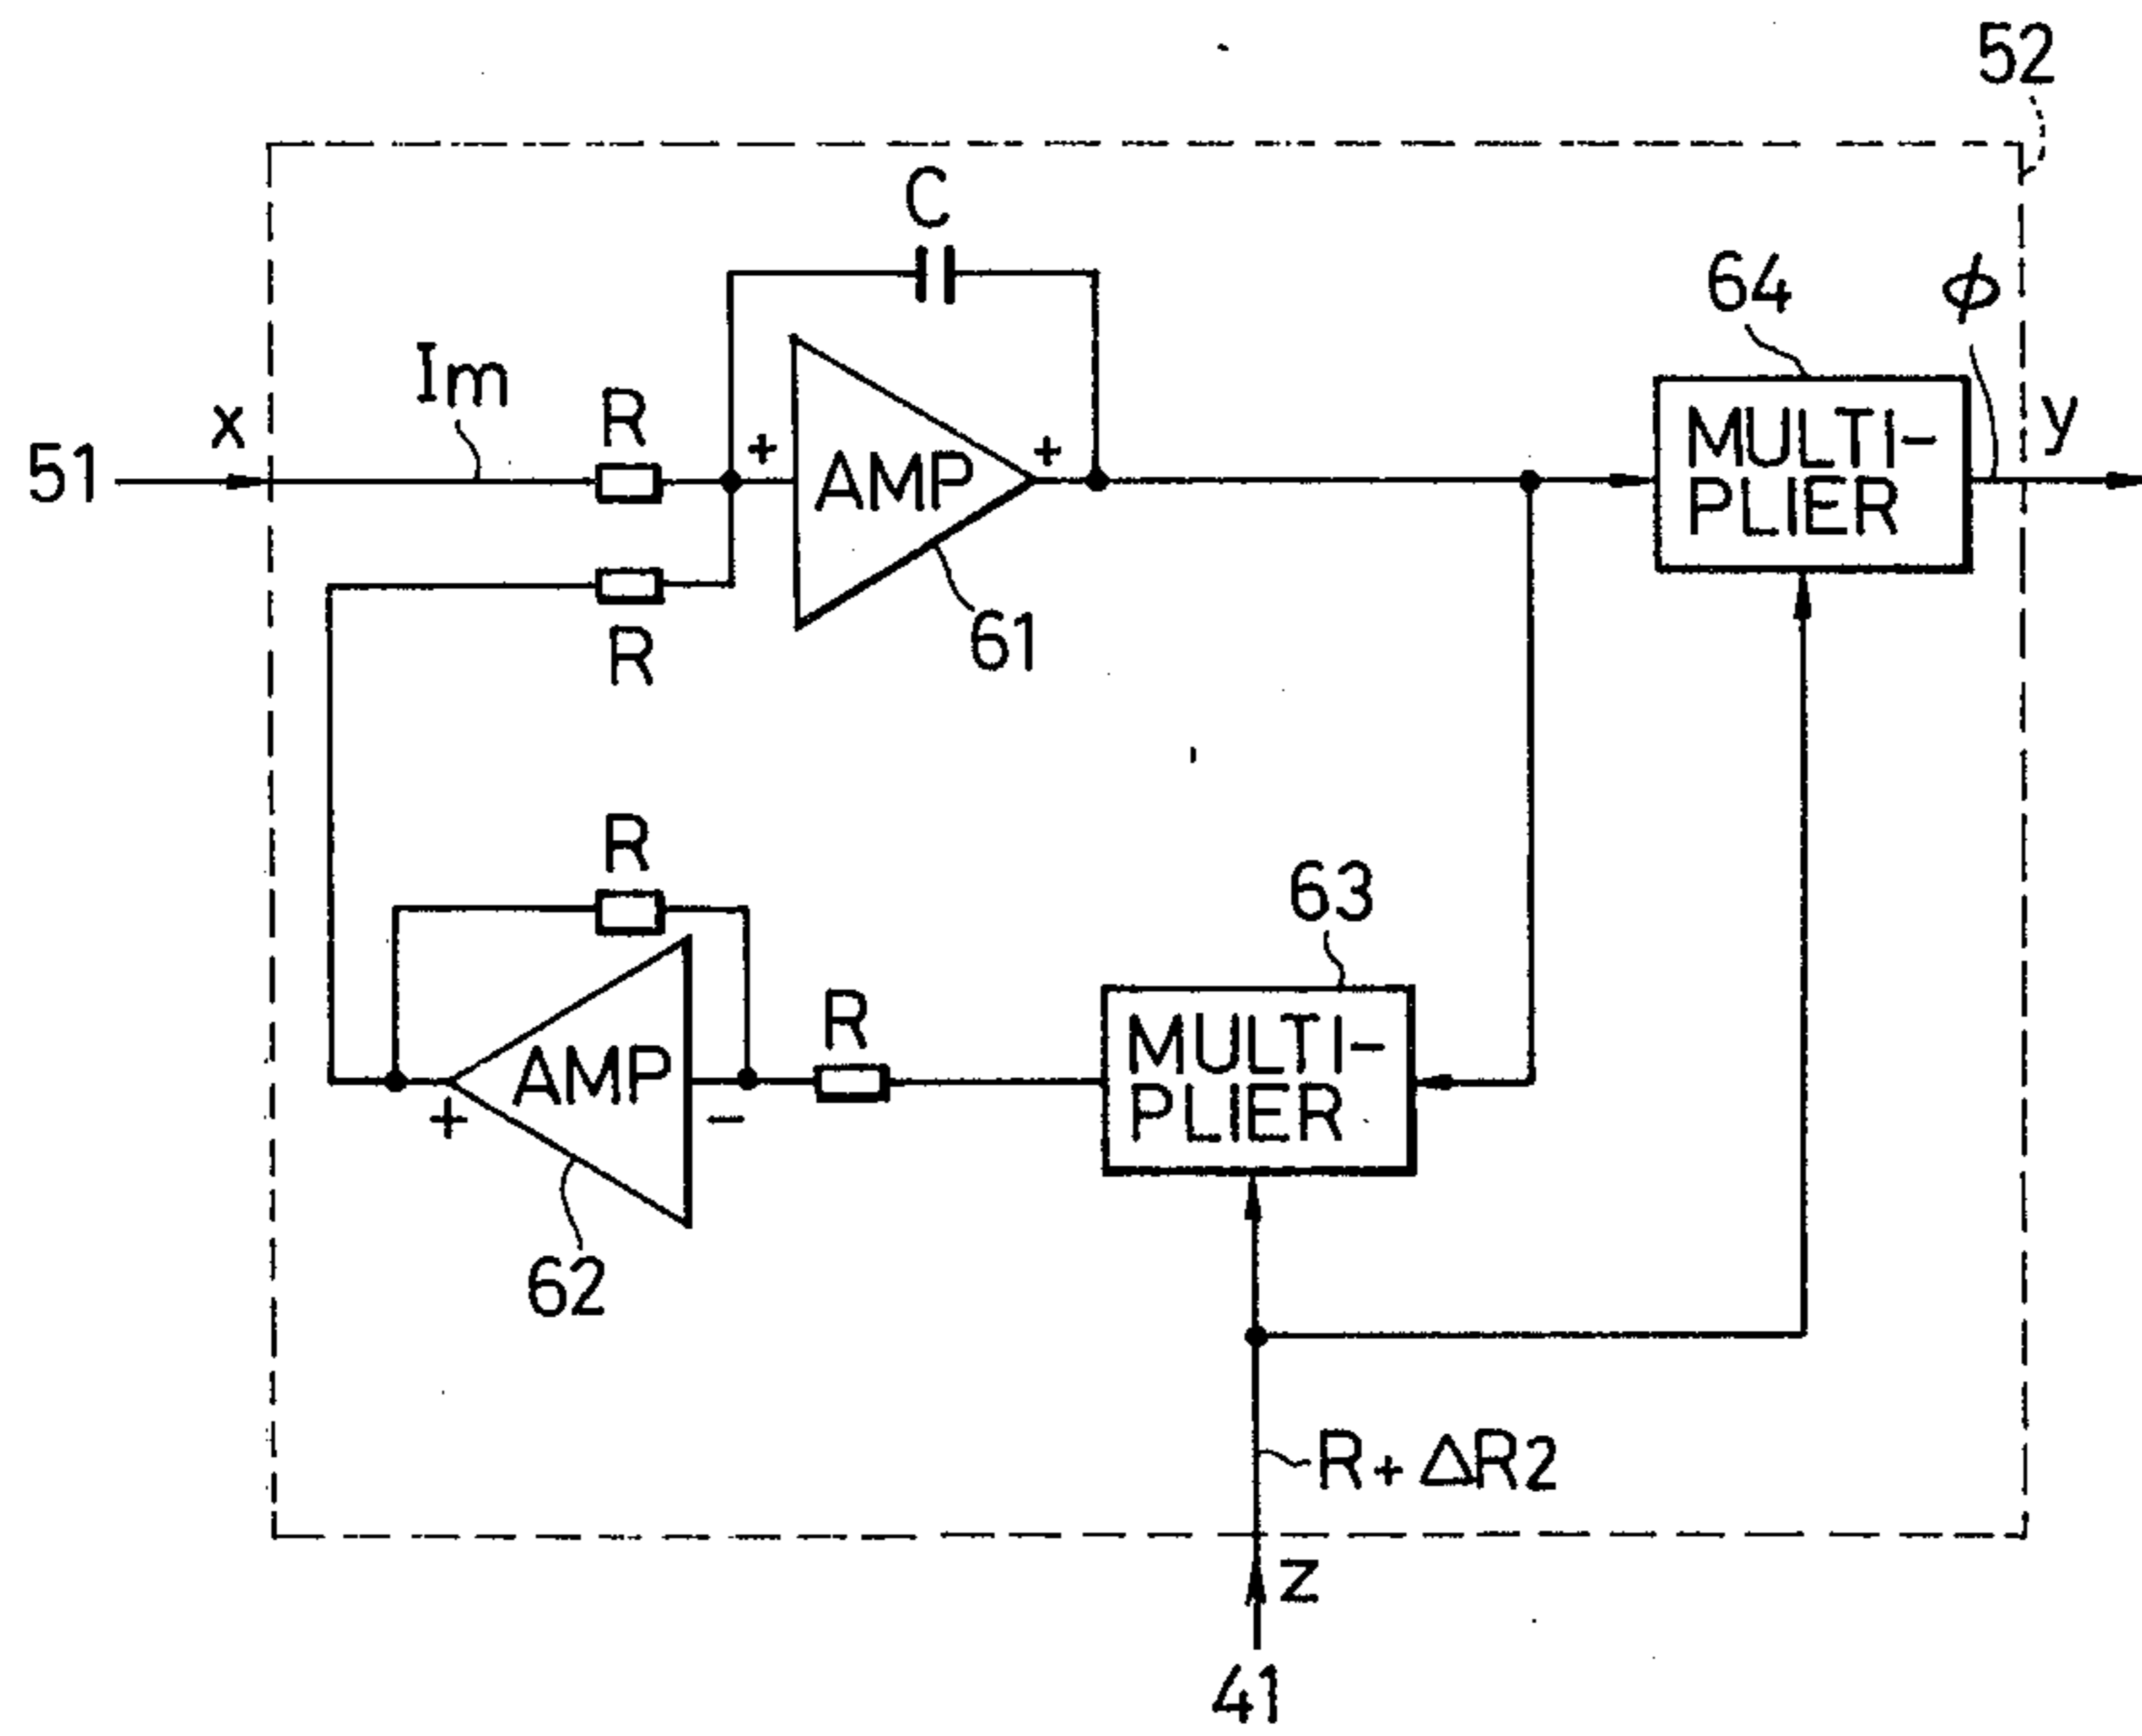 52
C
64
φ
Im
R
x
y
51
+
AMP
+
MULTI-
PLIER
R
61
R
63
R
MULTI-
PLIER
AMP
+
-
62
R+ΔR2
z
41